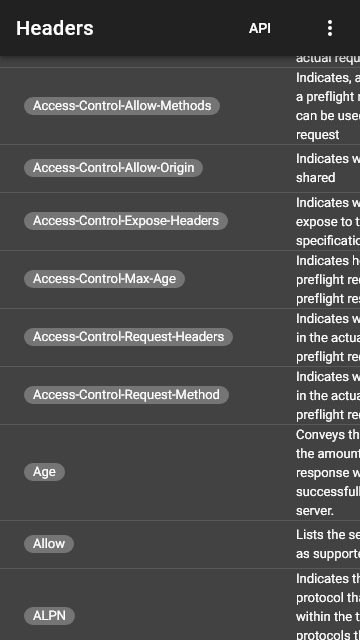 Headers
API
actual requ
Access-Control-Allow-Methods
Indicates, a
a preflight r
can be used
request
Access-Control-Allow-Origin
Indicates w
shared
Access-Control-Expose-Headers
Indicates w
expose to t
specificatio
Access-Control-Max-Age
Indicates h
preflight re
preflight res
Access-Control-Request-Headers
Indicates w
in the actua
preflight re
Access-Control-Request-Method
Indicates w
in the actua
preflight re
Age
Conveys th
the amount
response w
successfull
server.
Allow
Lists the se
as supporte
ALPN
Indicates th
protocol tha
within the t
protocols t